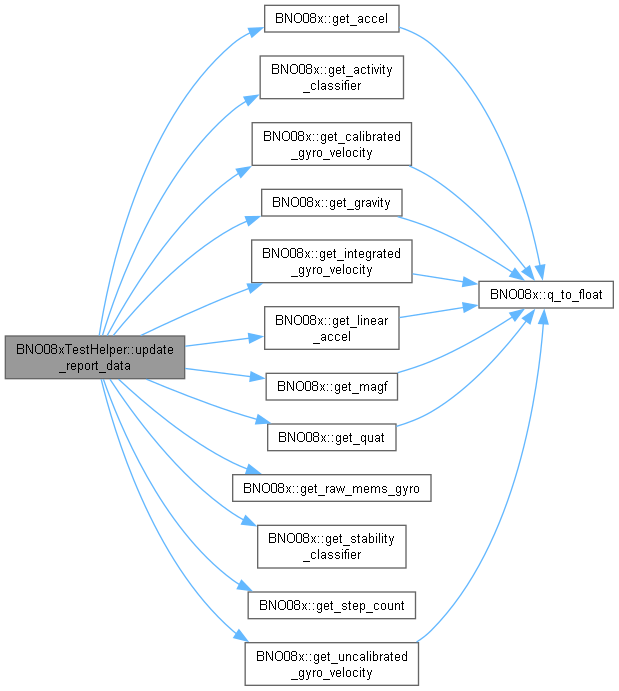 BNO08x::get_accel
BNO08x::get_activity
_classifier
BNO08x::get_calibrated
_gyro_velocity
BNO08x::get_gravity
BNO08x::get_integrated
_gyro_velocity
BNO08x::q_to_float
BNO08x::get_linear
_accel
BNO08xTestHelper::update
_report_data
BNO08x::get_magf
BNO08x::get_quat
BNO08x::get_raw_mems_gyro
BNO08x::get_stability
_classifier
BNO08x::get_step_count
BNO08x::get_uncalibrated
_gyro_velocity